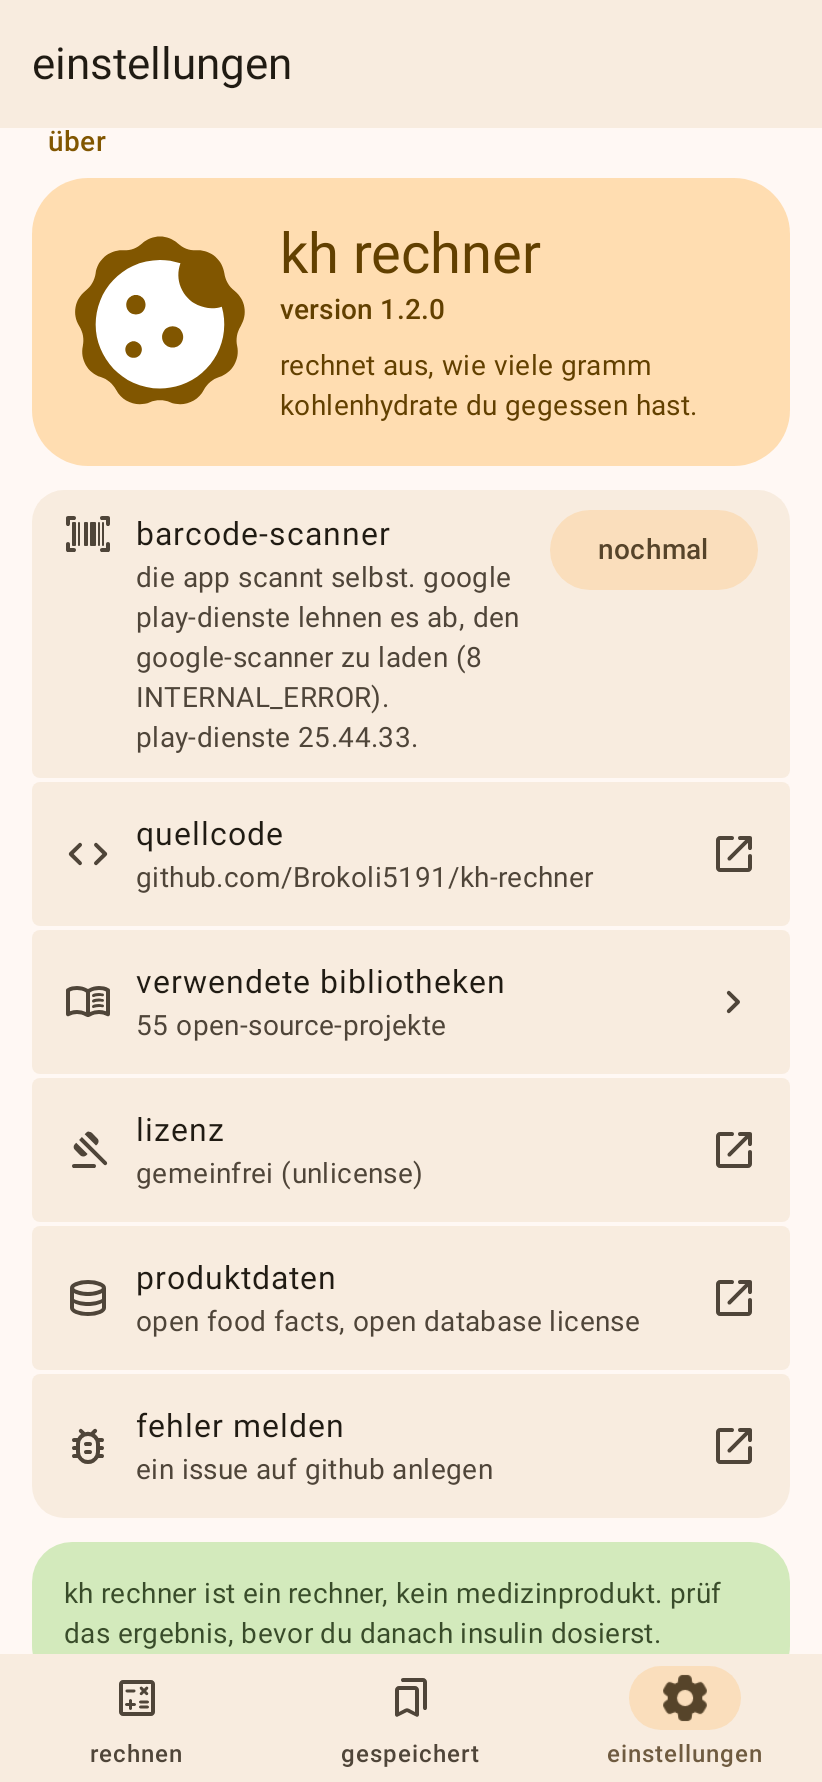 einstellungen
über
kh rechner
version 1.2.0
rechnet aus, wie viele gramm
kohlenhydrate du gegessen hast.
barcode-scanner
nochmal
die app scannt selbst. google
play-dienste lehnen es ab, den
google-scanner zu laden (8
INTERNAL_ERROR).
play-dienste 25.44.33.
quellcode
github.com/Brokoli5191/kh-rechner
verwendete bibliotheken
55 open-source-projekte
lizenz
gemeinfrei (unlicense)
produktdaten
open food facts, open database license
fehler melden
ein issue auf github anlegen
kh rechner ist ein rechner, kein medizinprodukt. prüf
das ergebnis, bevor du danach insulin dosierst.
rechnen
gespeichert
einstellungen